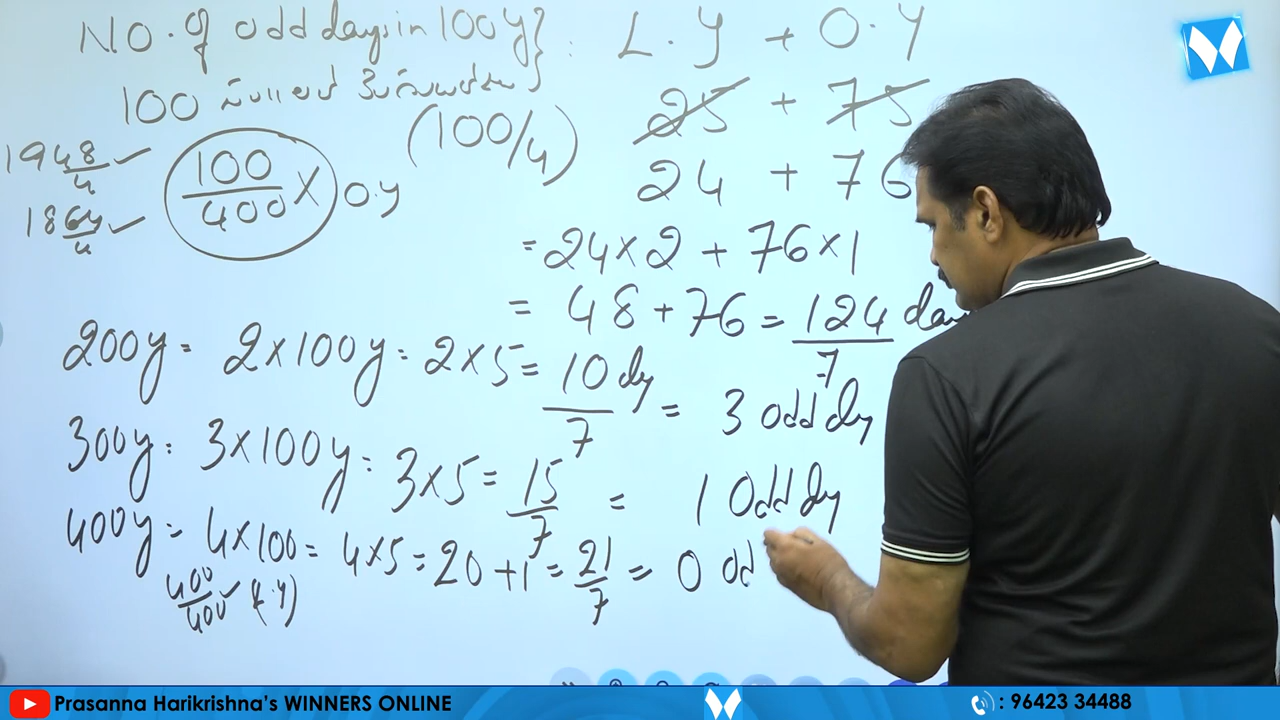 NO. of odd days in 100y} : L.Y + O.Y
100
(100/4) 25 + 75
1948/4 ✓ 100/400 × O.Y 24 + 76
1864/4 ✓
= 24×2 + 76×1
= 48 + 76 = 124/7
200y = 2×100y = 2×5 = 10 dy/7 = 3 odd dy
300y = 3×100y = 3×5 = 15/7 = 1 Odd dy
400y = 4×100 = 4×5 = 20 + 1 = 21/7 = 0 od
400/400 ✓ (L.Y)
Prasanna Harikrishna's WINNERS ONLINE : 96423 34488